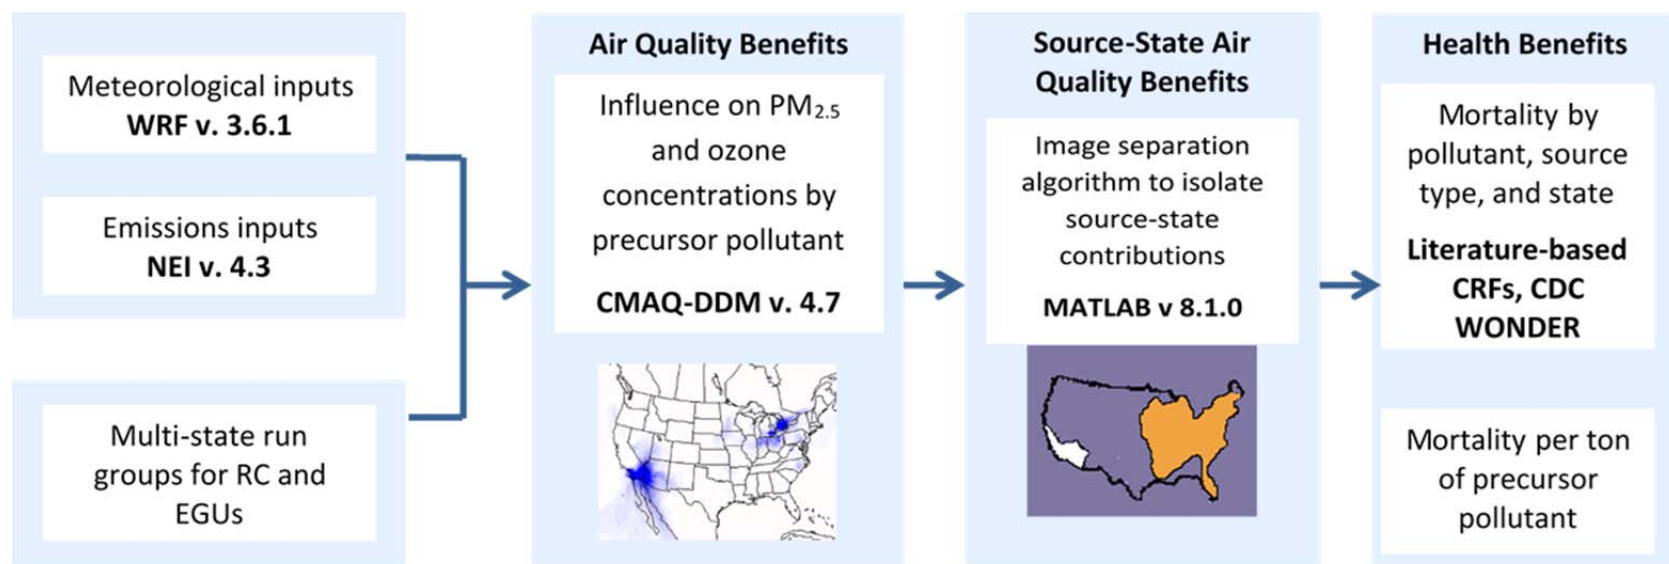 Meteorological inputs
WRF v. 3.6.1
Emissions inputs
NEI v. 4.3
Multi-state run
groups for RC and
EGUs
Air Quality Benefits
Influence on PM₂.₅
and ozone
concentrations by
precursor pollutant
CMAQ-DDM v. 4.7
Source-State Air
Quality Benefits
Image separation
algorithm to isolate
source-state
contributions
MATLAB v 8.1.0
Health Benefits
Mortality by
pollutant, source
type, and state
Literature-based
CRFs, CDC
WONDER
Mortality per ton
of precursor
pollutant